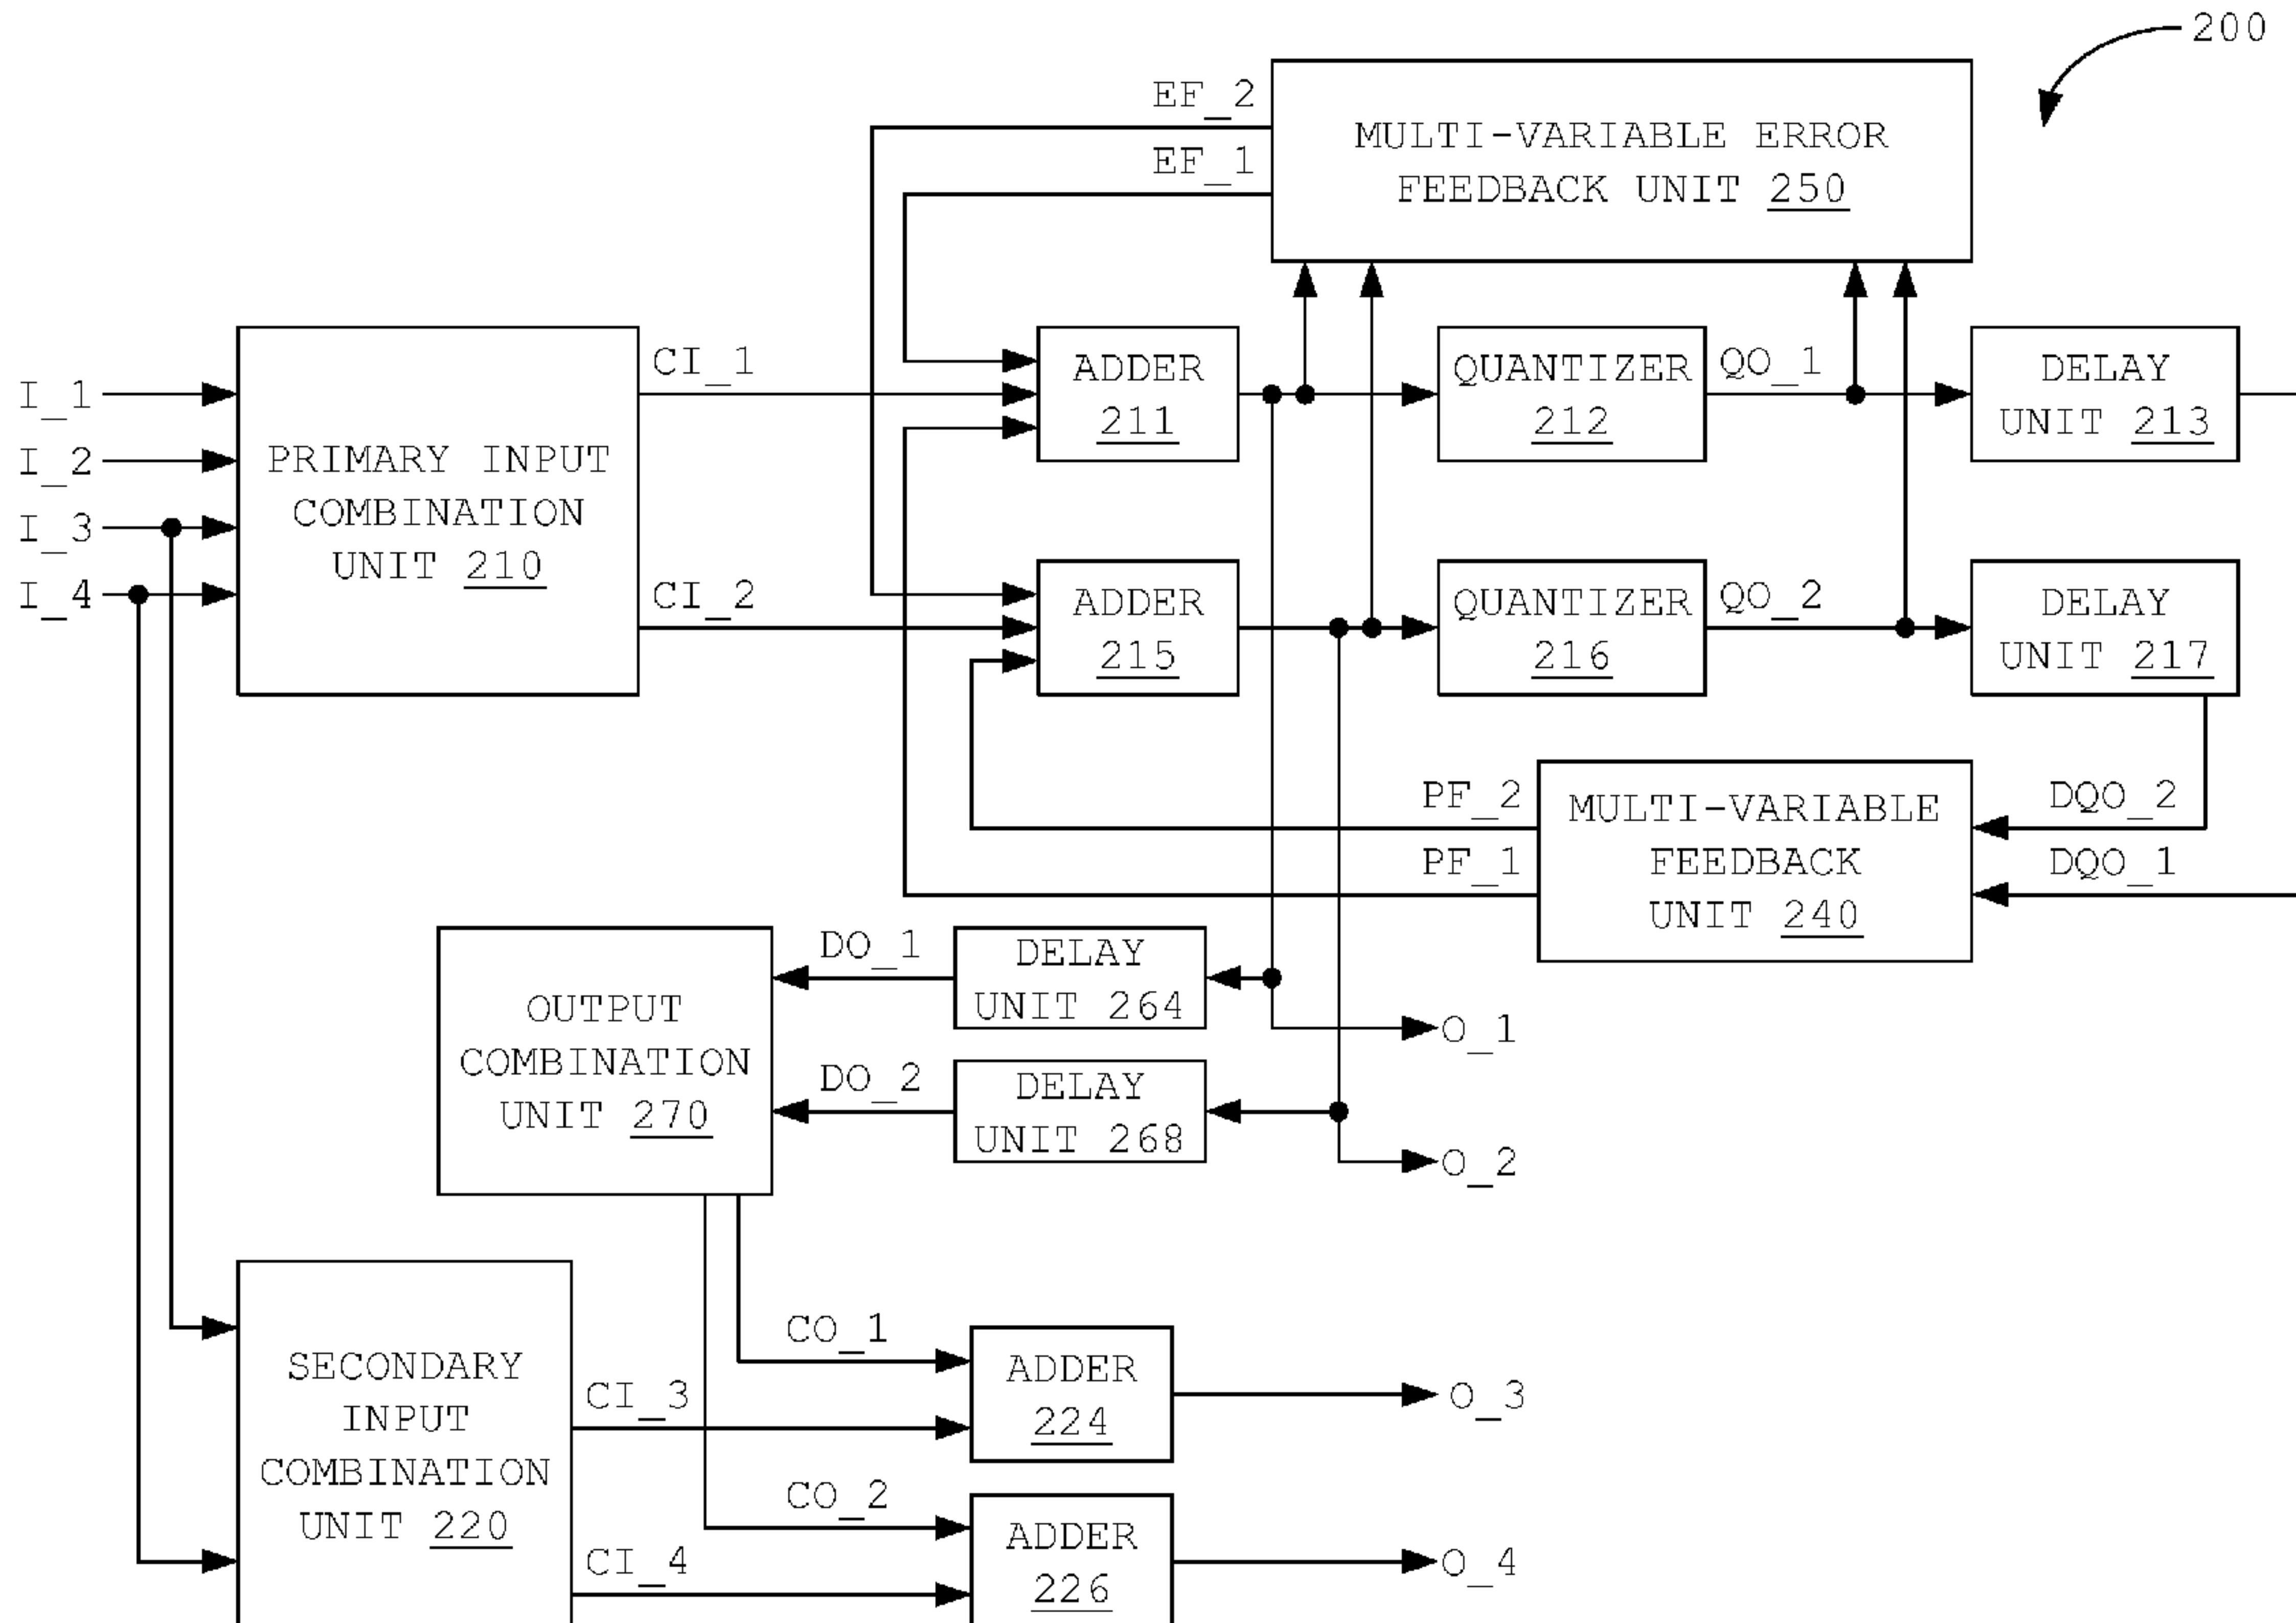 200
EF_2
EF_1
MULTI-VARIABLE ERROR
FEEDBACK UNIT 250
I_1
I_2
I_3
I_4
PRIMARY INPUT
COMBINATION
UNIT 210
CI_1
CI_2
ADDER
211
QUANTIZER
212
QO_1
DELAY
UNIT 213
ADDER
215
QUANTIZER
216
QO_2
DELAY
UNIT 217
PF_2
PF_1
MULTI-VARIABLE
FEEDBACK
UNIT 240
DQO_2
DQO_1
OUTPUT
COMBINATION
UNIT 270
DO_1
DO_2
DELAY
UNIT 264
DELAY
UNIT 268
O_1
O_2
SECONDARY
INPUT
COMBINATION
UNIT 220
CO_1
CI_3
CO_2
CI_4
ADDER
224
ADDER
226
O_3
O_4